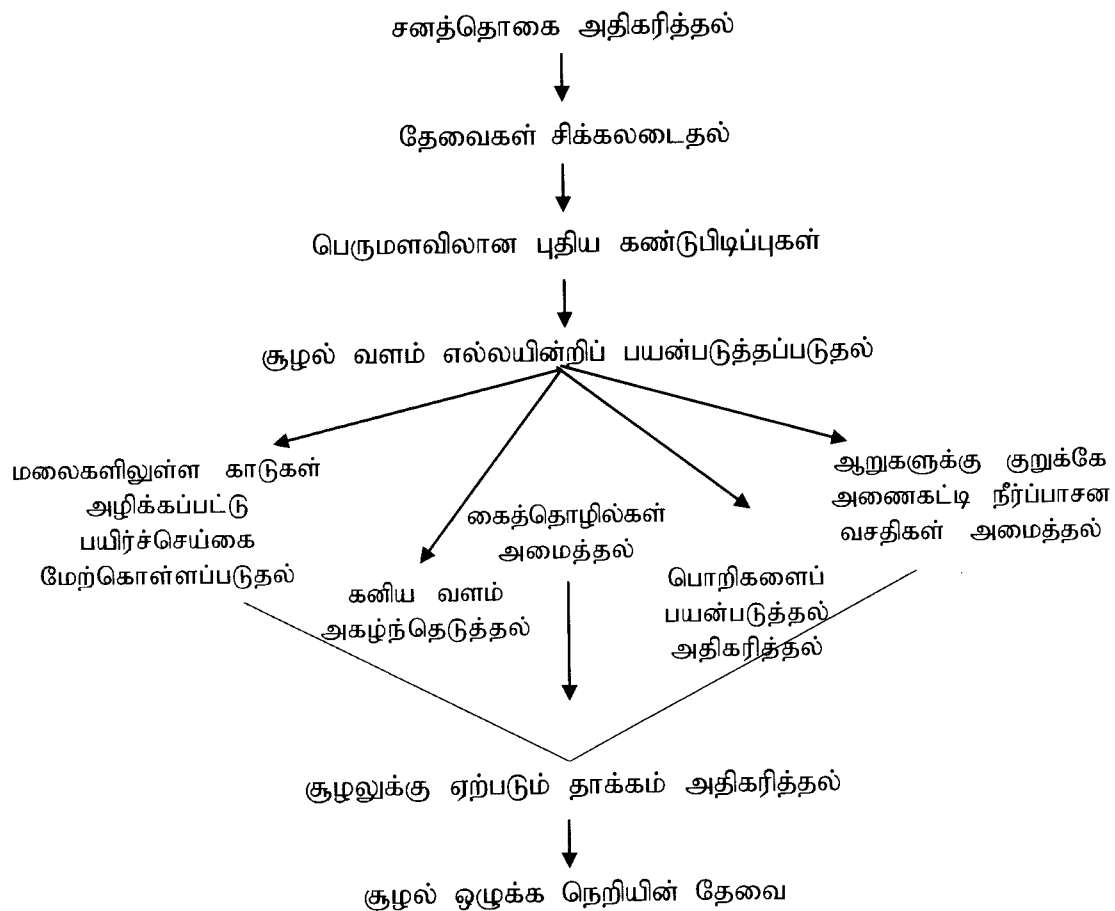 சனத்தொகை அதிகரித்தல்
தேவைகள் சிக்கலடைதல்
பெருமளவிலான புதிய கண்டுபிடிப்புகள்
சூழல் வளம் எல்லயின்றிப் பயன்படுத்தப்படுதல்
மலைகளிலுள்ள காடுகள்
அழிக்கப்பட்டு
பயிர்ச்செய்கை
மேற்கொள்ளப்படுதல்
கனிய வளம்
அகழ்ந்தெடுத்தல்
கைத்தொழில்கள்
அமைத்தல்
பொறிகளைப்
பயன்படுத்தல்
அதிகரித்தல்
ஆறுகளுக்கு குறுக்கே
அணைகட்டி நீர்ப்பாசன
வசதிகள் அமைத்தல்
சூழலுக்கு ஏற்படும் தாக்கம் அதிகரித்தல்
சூழல் ஒழுக்க நெறியின் தேவை